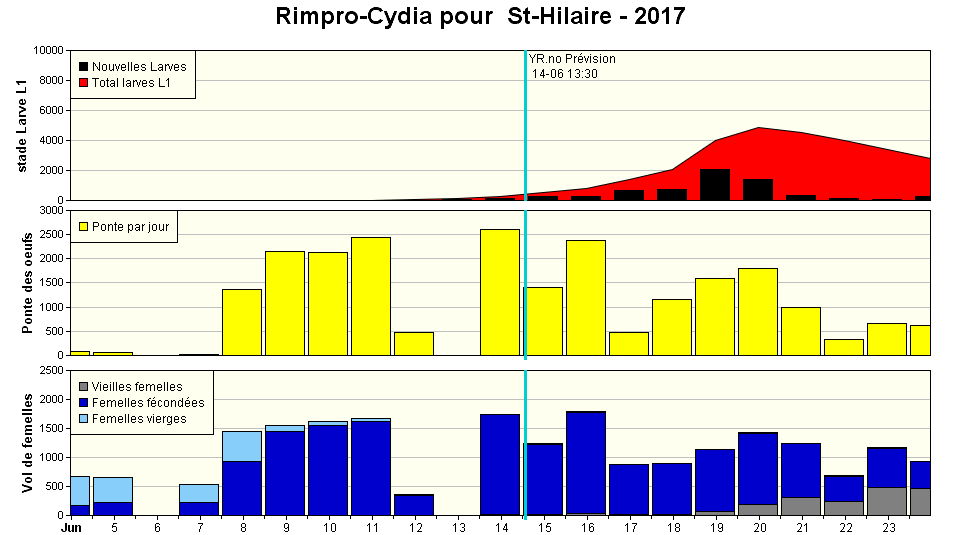 Rimpro-Cydia pour St-Hilaire - 2017
stade Larve L1
10000
8000
6000
4000
2000
0
Nouvelles Larves
Total larves L1
YR.no Prévision
14-06 13:30
Ponte des oeufs
3000
2500
2000
1500
1000
500
0
Ponte par jour
Vol de femelles
2500
2000
1500
1000
500
0
Vieilles femelles
Femelles fécondées
Femelles vierges
Jun 5 6 7 8 9 10 11 12 13 14 15 16 17 18 19 20 21 22 23